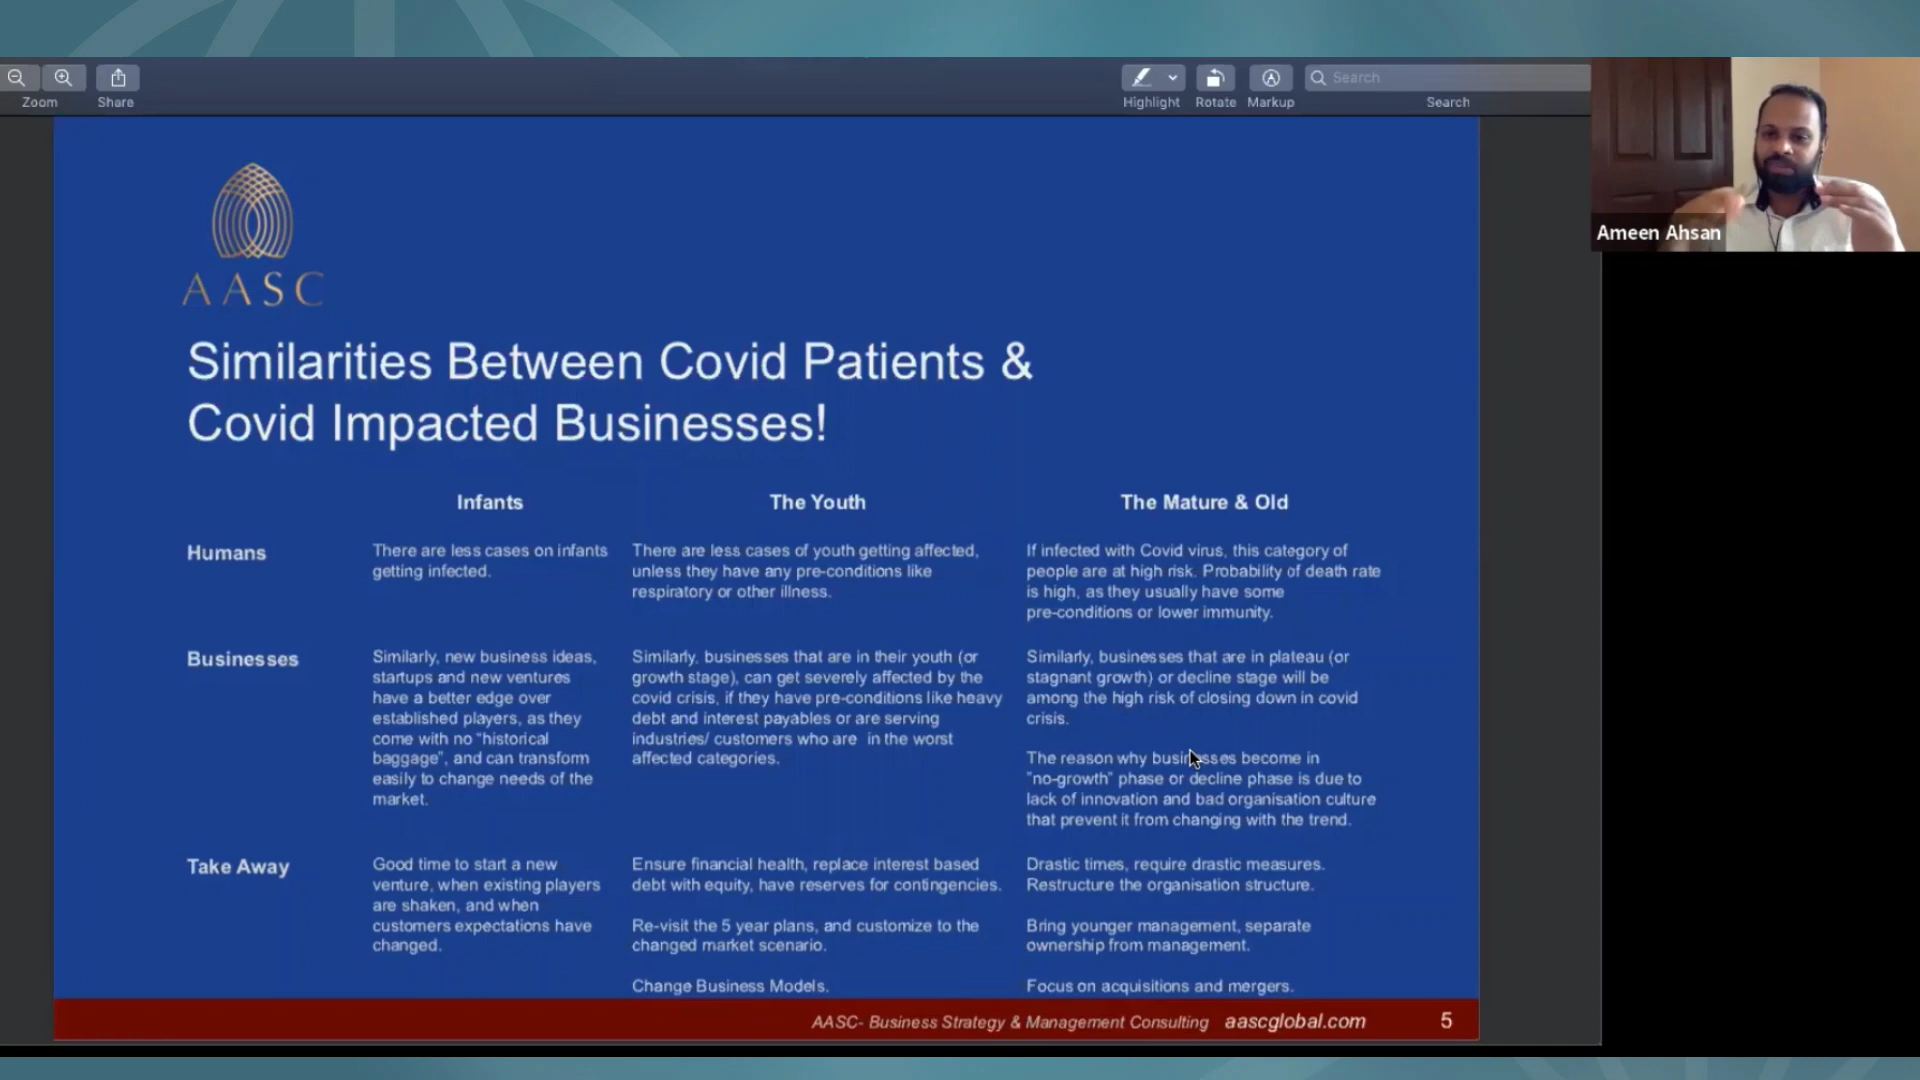 Zoom
Share
Highlight
Rotate
Markup
Search
Search
Ameen Ahsan
AASC
Similarities Between Covid Patients &
Covid Impacted Businesses!
Infants
The Youth
The Mature & Old
Humans
There are less cases on infants
getting infected.
There are less cases of youth getting affected,
unless they have any pre-conditions like
respiratory or other illness.
If infected with Covid virus, this category of
people are at high risk. Probability of death rate
is high, as they usually have some
pre-conditions or lower immunity.
Businesses
Similarly, new business ideas,
startups and new ventures
have a better edge over
established players, as they
come with no "historical
baggage", and can transform
easily to change needs of the
market.
Similarly, businesses that are in their youth (or
growth stage), can get severely affected by the
covid crisis, if they have pre-conditions like heavy
debt and interest payables or are serving
industries/ customers who are in the worst
affected categories.
Similarly, businesses that are in plateau (or
stagnant growth) or decline stage will be
among the high risk of closing down in covid
crisis.
The reason why businesses become in
"no-growth" phase or decline phase is due to
lack of innovation and bad organisation culture
that prevent it from changing with the trend.
Take Away
Good time to start a new
venture, when existing players
are shaken, and when
customers expectations have
changed.
Ensure financial health, replace interest based
debt with equity, have reserves for contingencies.
Re-visit the 5 year plans, and customize to the
changed market scenario.
Change Business Models.
Drastic times, require drastic measures.
Restructure the organisation structure.
Bring younger management, separate
ownership from management.
Focus on acquisitions and mergers.
AASC- Business Strategy & Management Consulting aascglobal.com 5